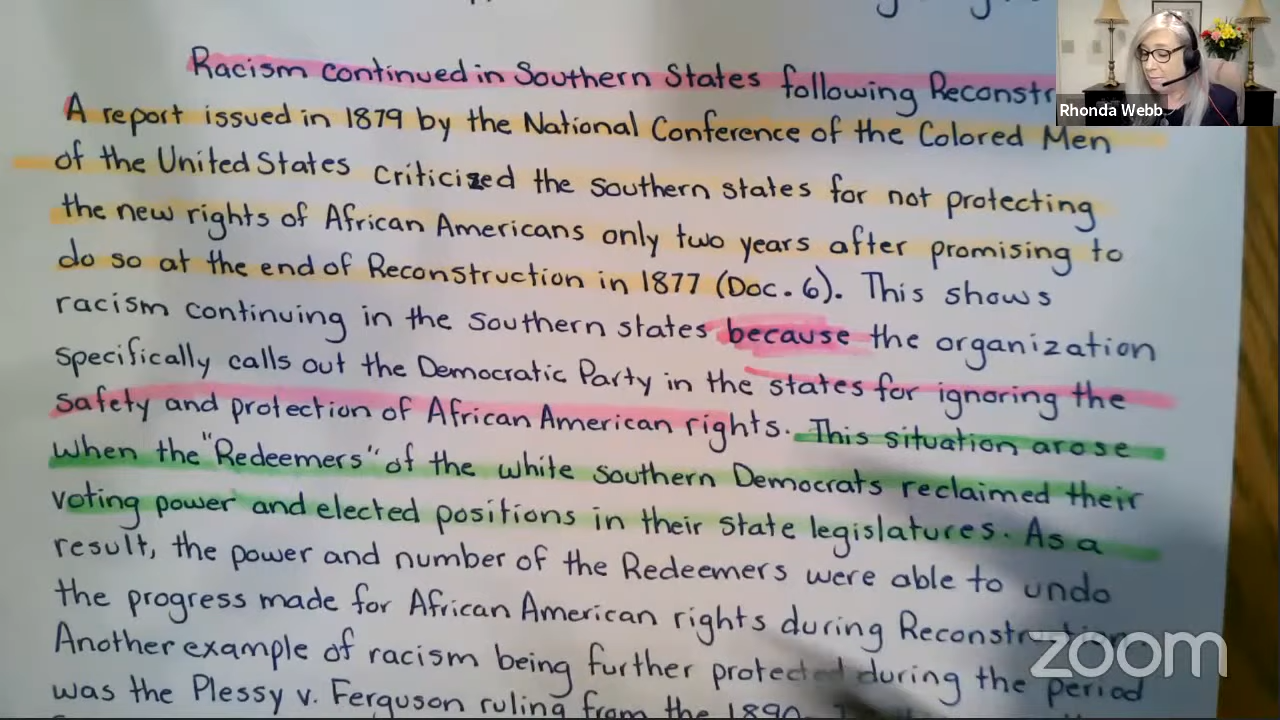 Racism continued in Southern States following Reconstr
Rhonda Webb
A report issued in 1879 by the National Conference of the Colored Men
of the United States criticized the southern states for not protecting
the new rights of African Americans only two years after promising to
do so at the end of Reconstruction in 1877 (Doc. 6). This shows
racism continuing in the southern states because the organization
specifically calls out the Democratic Party in the states for ignoring the
safety and protection of African American rights. This situation arose
when the "Redeemers" of the white southern Democrats reclaimed their
voting power and elected positions in their state legislatures. As a
result, the power and number of the Redeemers were able to undo
the progress made for African American rights during Reconstruction.
zoom
Another example of racism being further protected during the period
was the Plessy v. Ferguson ruling from the 1890